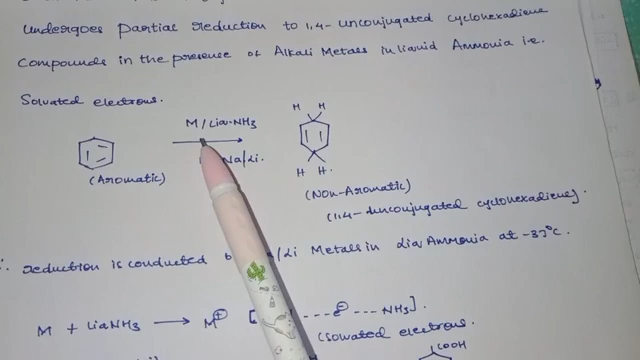 undergoes partial reduction to 1,4-unconjugated cyclohexadiene
compounds in the presence of Alkali Metals in liquid Ammonia i.e.
Solvated electrons.
M/Liq.NH3
Na/Li.
H H
H H.
(Aromatic)
(Non-Aromatic)
(1,4-unconjugated cyclohexadiene).
∴ reduction is conducted /Li Metals in Liq Ammonia at -33°C.
M + LiqNH3 → M⊕ [ ---e⊖---NH3].
(Solvated electrons.
COOH